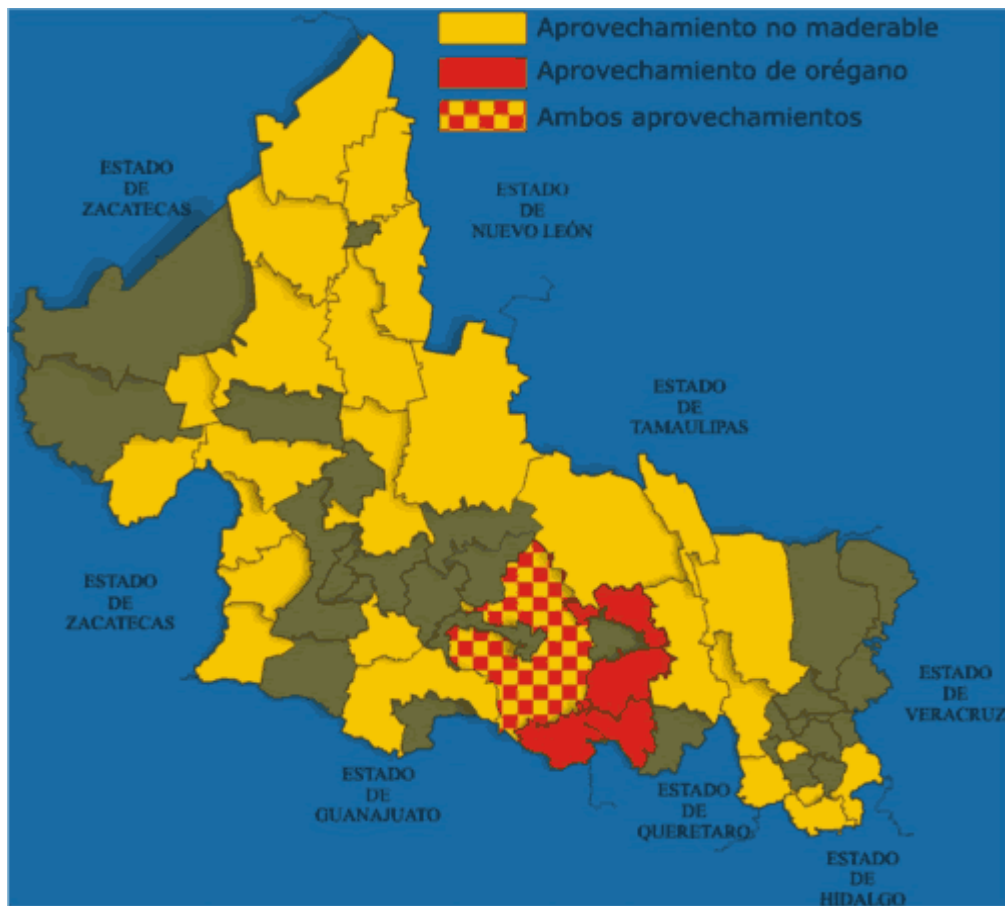 Aprovechamiento no maderable
Aprovechamiento de orégano
Ambos aprovechamientos
ESTADO
DE
ZACATECAS
ESTADO
DE
NUEVO LEÓN
ESTADO
DE
TAMAULIPAS
ESTADO
DE
ZACATECAS
ESTADO
DE
VERACRUZ
ESTADO
DE
GUANAJUATO
ESTADO
DE
QUERETARO
ESTADO
DE
HIDALGO